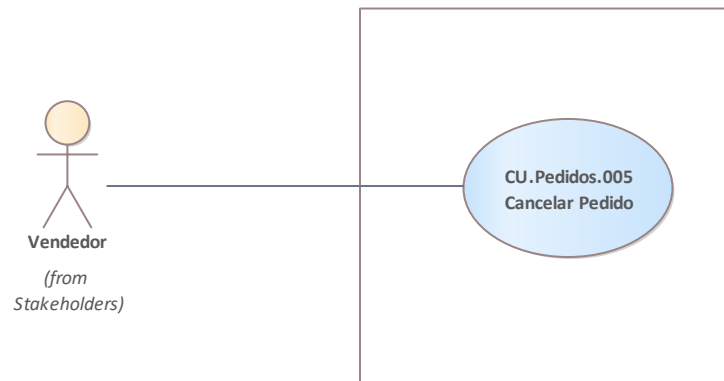 Vendedor
(from
Stakeholders)
CU.Pedidos.005
Cancelar Pedido